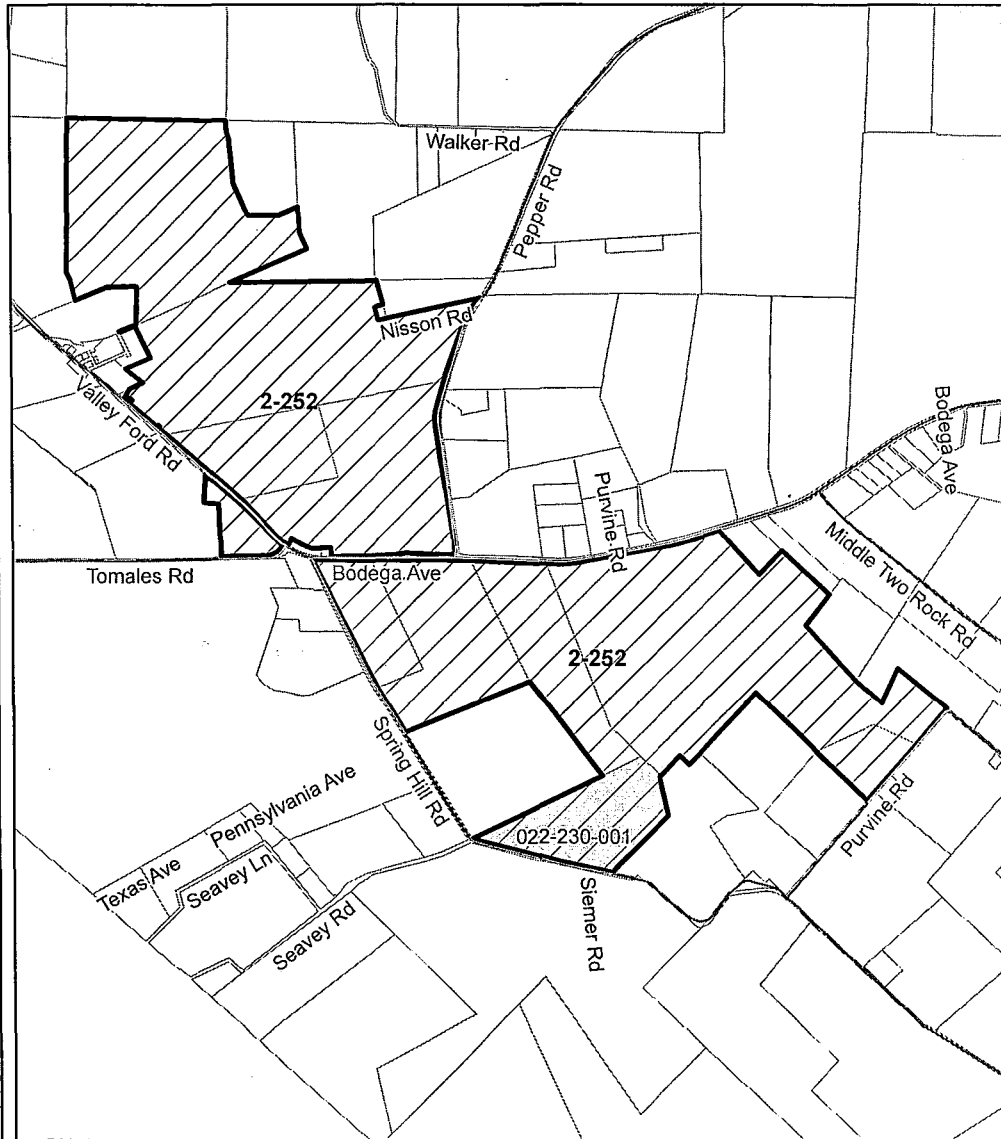 Walker Rd
Pepper Rd
Nisson Rd
2-252
Valley Ford Rd
Bodega Ave
Purvine Rd
Middle Two Rock Rd
Tomales Rd
Bodega Ave
2-252
Spring Hill Rd
Pennsylvania Ave
022-230-001
Purvine Rd
Texas Ave
Seavey Ln
Siemer Rd
Seavey Rd